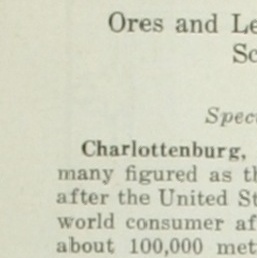 Ores and Le
Sc
Spec
Charlottenburg,
many figured as th
after the United St
world consumer af
about 100,000 met